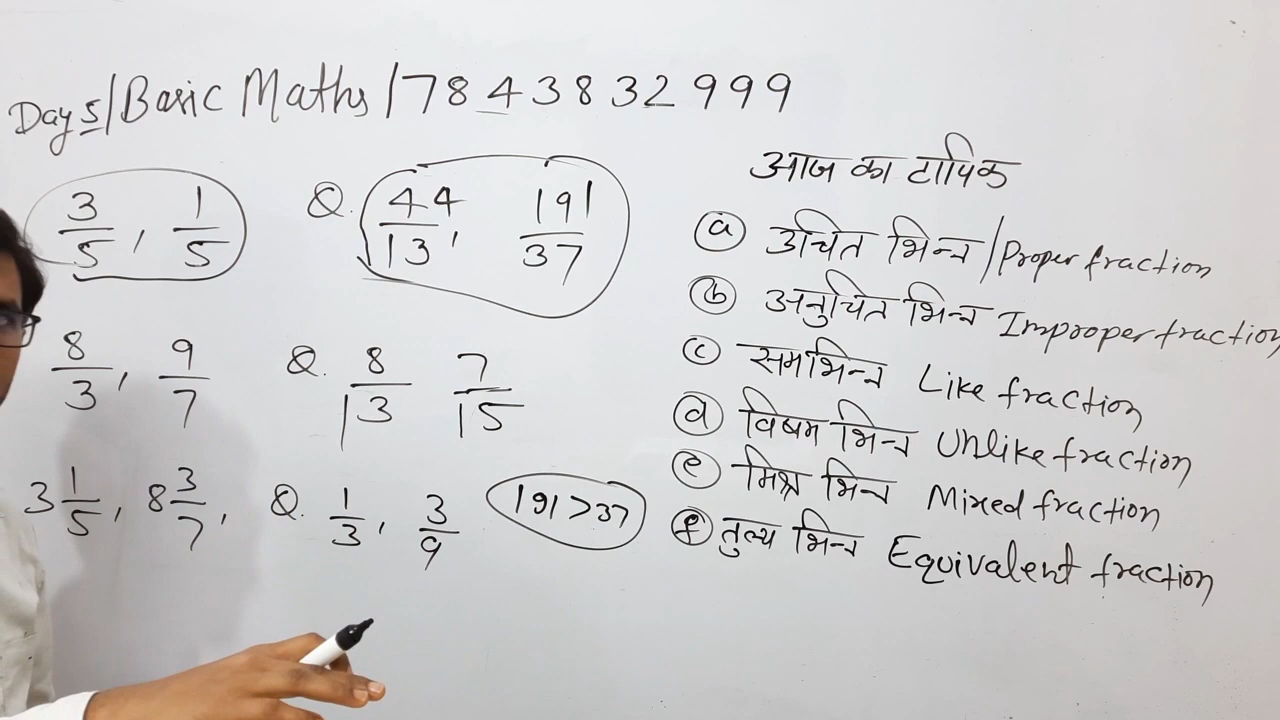 Day 5/Basic Maths/7843832999
3/5, 1/5 Q. 44/13, 191/37
8/3, 9/7 Q. 8/13 7/15
3 1/5, 8 3/7, Q. 1/3, 3/9 191>37
आज का टापिक
(a) उचित भिन्न/Proper fraction
(b) अनुचित भिन्न Improper fraction
(c) समभिन्न Like fraction
(d) विषम भिन्न Unlike fraction
(e) मिश्र भिन्न Mixed fraction
(f) तुल्य भिन्न Equivalent fraction